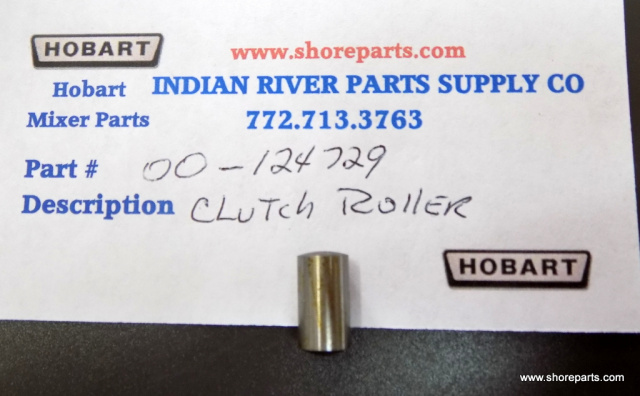 HOBART
www.shoreparts.com
Hobart INDIAN RIVER PARTS SUPPLY CO
Mixer Parts 772.713.3763
Part # 00-124729
Description CLUTCH ROLLER
HOBART
www.shoreparts.com